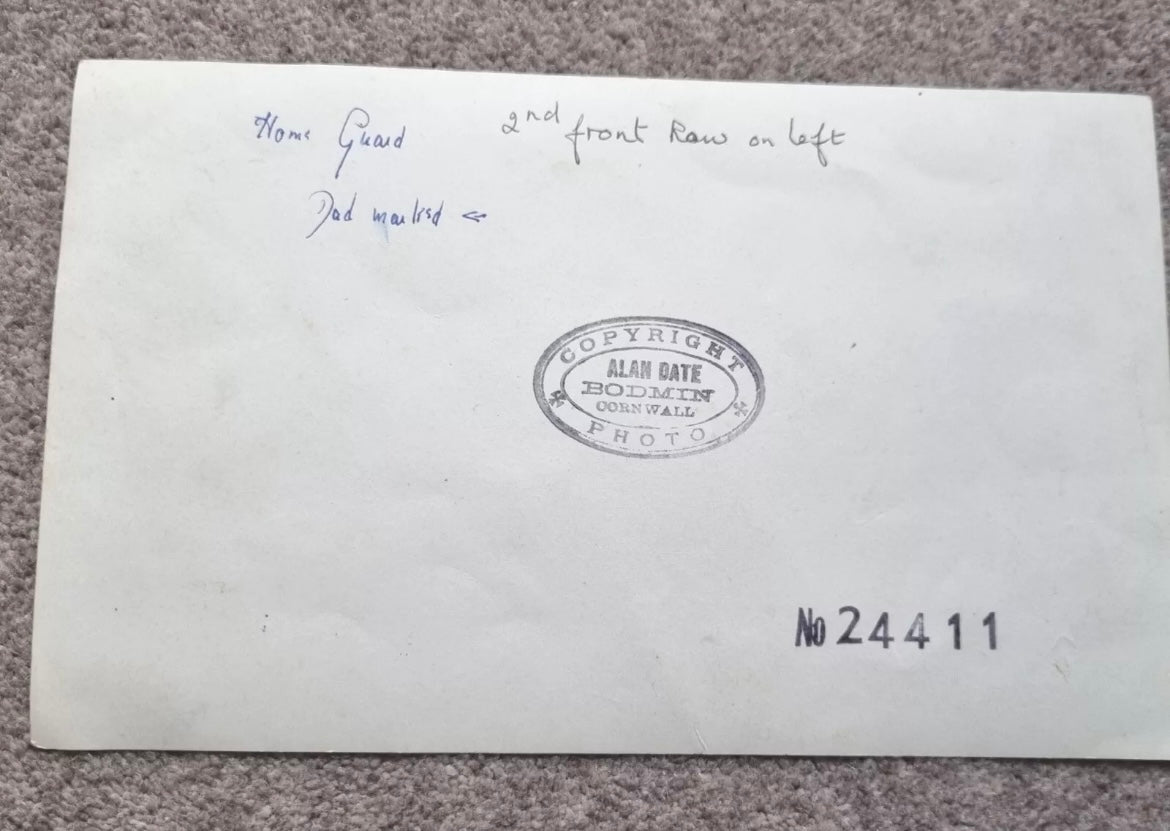 Home Guard 2nd front Row on left
Dad marked <
COPYRIGHT
ALAN DATE
BODMIN
CORNWALL
PHOTO
No 24411